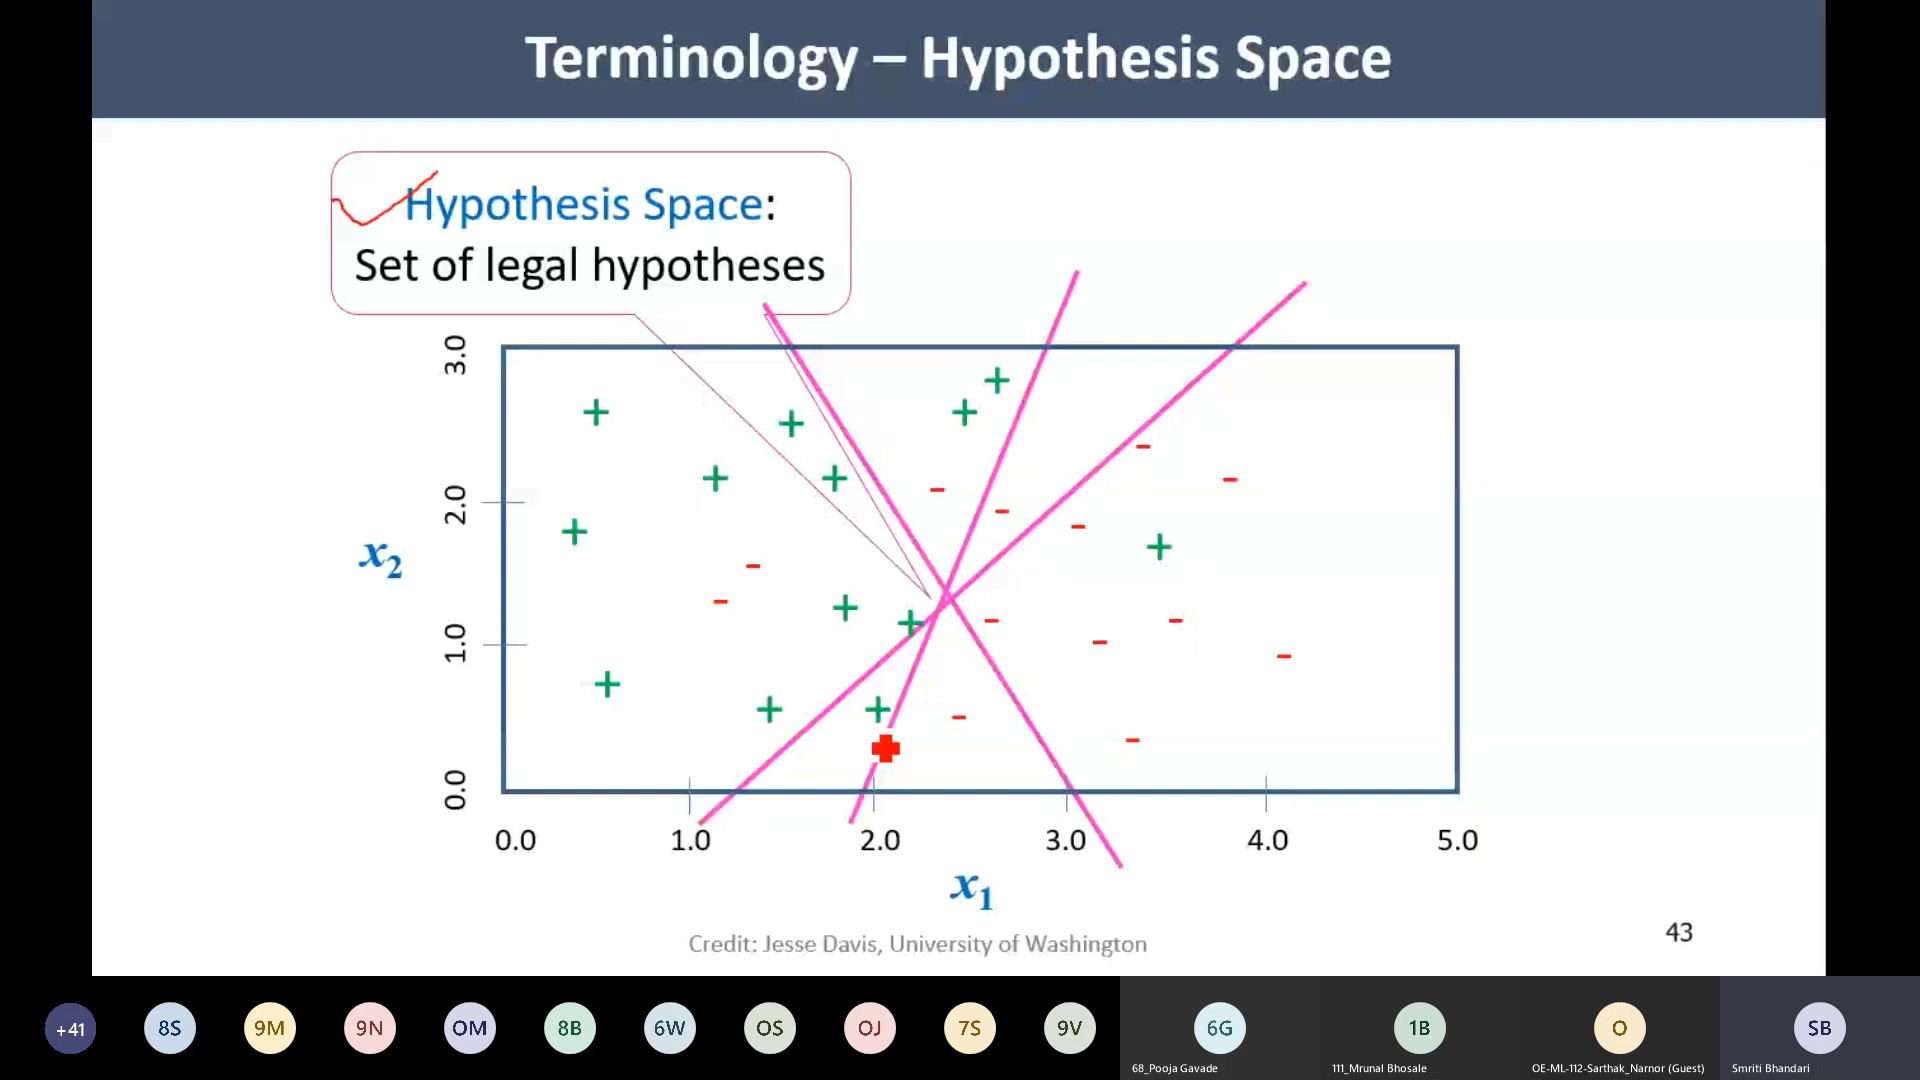 Terminology – Hypothesis Space
Hypothesis Space:
Set of legal hypotheses
3.0
2.0
1.0
0.0
x2
0.0 1.0 2.0 3.0 4.0 5.0
x1
Credit: Jesse Davis, University of Washington
43
+41 8S 9M 9N OM 8B 6W OS OJ 7S 9V 6G 1B O SB
68_Pooja Gavade 111_Mrunal Bhosale OE-ML-112-Sarthak_Narnor (Guest) Smriti Bhandari